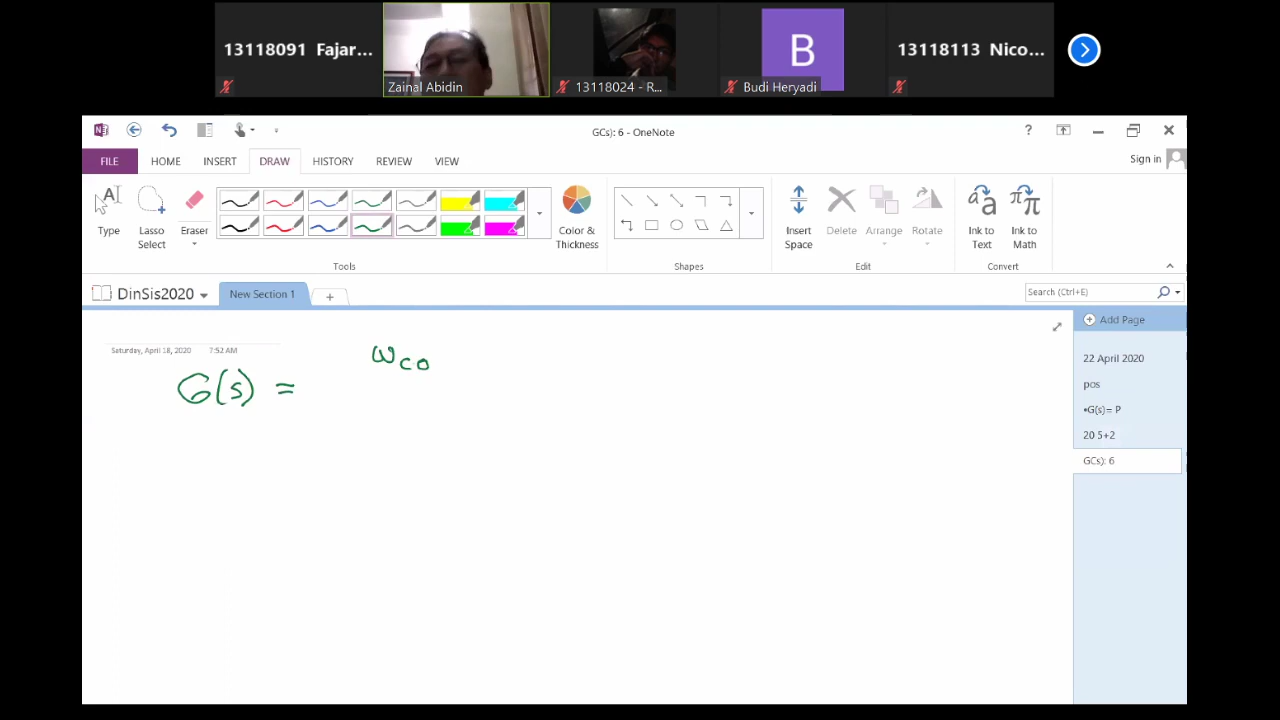 13118091 Fajar...
Zainal Abidin
13118024 - R...
B
Budi Heryadi
13118113 Nico...
GCs): 6 - OneNote
?
FILE HOME INSERT DRAW HISTORY REVIEW VIEW
Sign in
A Type
Lasso Select
Eraser
Color & Thickness
Insert Space
Delete
Arrange
Rotate
Ink to Text
Ink to Math
Tools
Shapes
Edit
Convert
DinSis2020
New Section 1
+
Search (Ctrl+E)
Add Page
22 April 2020
pos
•G(s)= P
20 5+2
GCs): 6
Saturday, April 18, 2020 7:52 AM
ωco
G(s) =